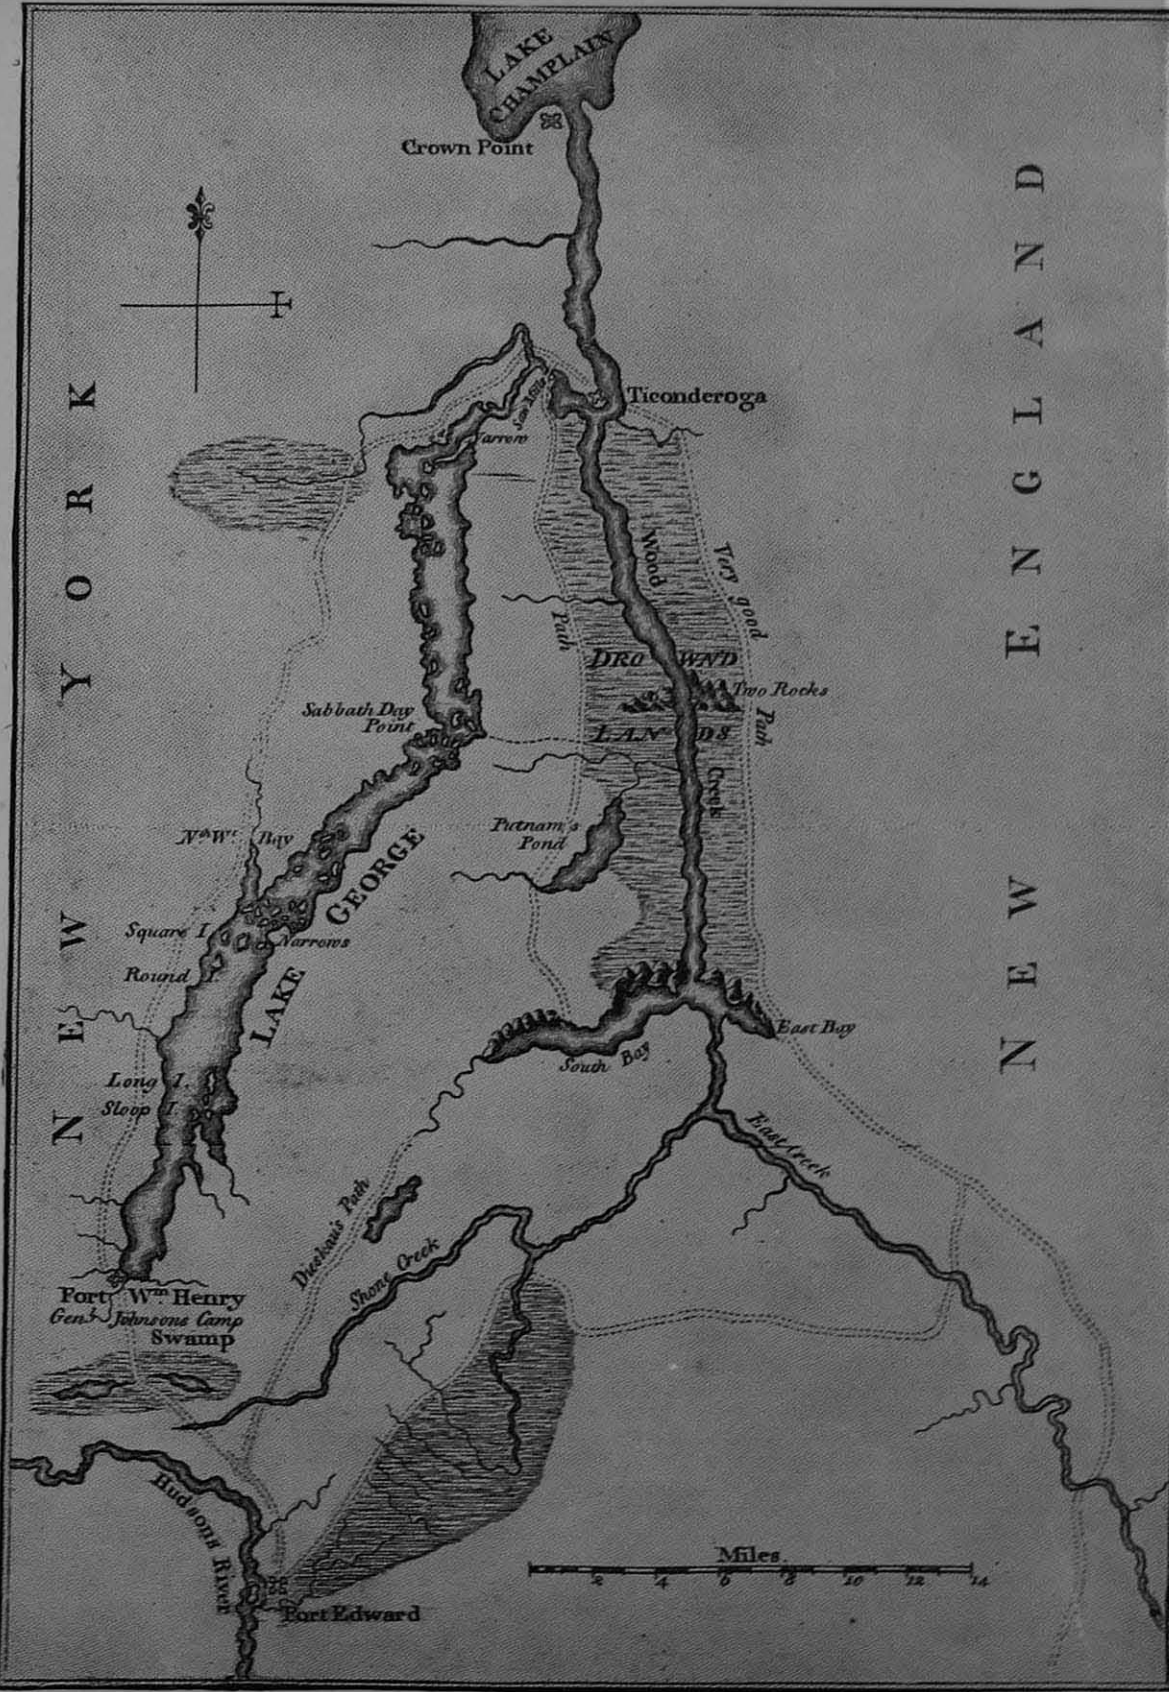 LAKE
CHAMPLAIN
Crown Point
NEW YORK
NEW ENGLAND
Ticonderoga
Saw Mills
Narrow
Wood
Creek
Very good
Path
Path
DROWND
LANDS
Two Rocks
Sabbath Day
Point
Putnam's
Pond
Nth Wt Bay
LAKE GEORGE
Square I.
Narrows
Round I.
East Bay
South Bay
Long I.
Sloop I.
East Creek
Dieskau's Path
Shone Creek
Fort Wm. Henry
Genl. Johnsons Camp
Swamp
Hudsons River
Fort Edward
Miles.
2 4 6 8 10 12 14